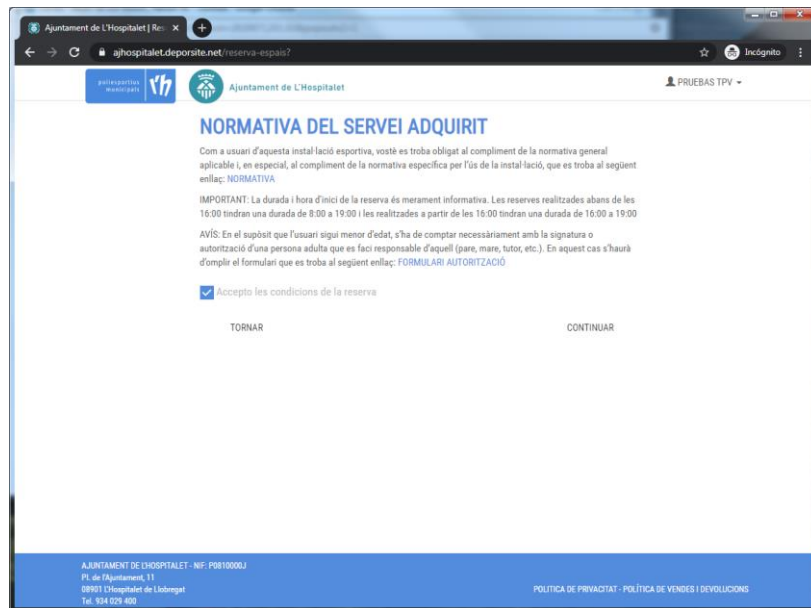 Ajuntament de L'Hospitalet | Res
ajhospitalet.deporsite.net/reserva-espais?
Incógnito
poliesportius
municipals
l'h
Ajuntament de L'Hospitalet
PRUEBAS TPV
NORMATIVA DEL SERVEI ADQUIRIT
Com a usuari d'aquesta instal·lació esportiva, vostè es troba obligat al compliment de la normativa general
aplicable i, en especial, al compliment de la normativa específica per l'ús de la instal·lació, que es troba al següent
enllaç: NORMATIVA
IMPORTANT: La durada i hora d'inici de la reserva és merament informativa. Les reserves realitzades abans de les
16:00 tindran una durada de 8:00 a 19:00 i les realitzades a partir de les 16:00 tindran una durada de 16:00 a 19:00
AVÍS: En el supòsit que l'usuari sigui menor d'edat, s'ha de comptar necessàriament amb la signatura o
autorització d'una persona adulta que es faci responsable d'aquell (pare, mare, tutor, etc.). En aquest cas s'haurà
d'omplir el formulari que es troba al següent enllaç: FORMULARI AUTORITZACIÓ
Accepto les condicions de la reserva
TORNAR
CONTINUAR
AJUNTAMENT DE L'HOSPITALET - NIF: P0810000J
Pl. de l'Ajuntament, 11
08901 L'Hospitalet de Llobregat
Tel. 934 029 400
POLITICA DE PRIVACITAT - POLÍTICA DE VENDES I DEVOLUCIONS